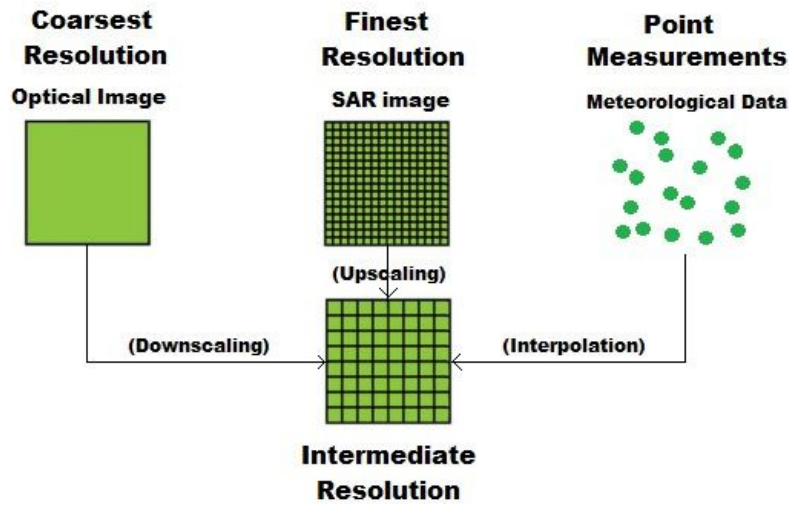 Coarsest
Resolution
Optical Image
Finest
Resolution
SAR image
Point
Measurements
Meteorological Data
(Upscaling)
(Downscaling)
(Interpolation)
Intermediate
Resolution